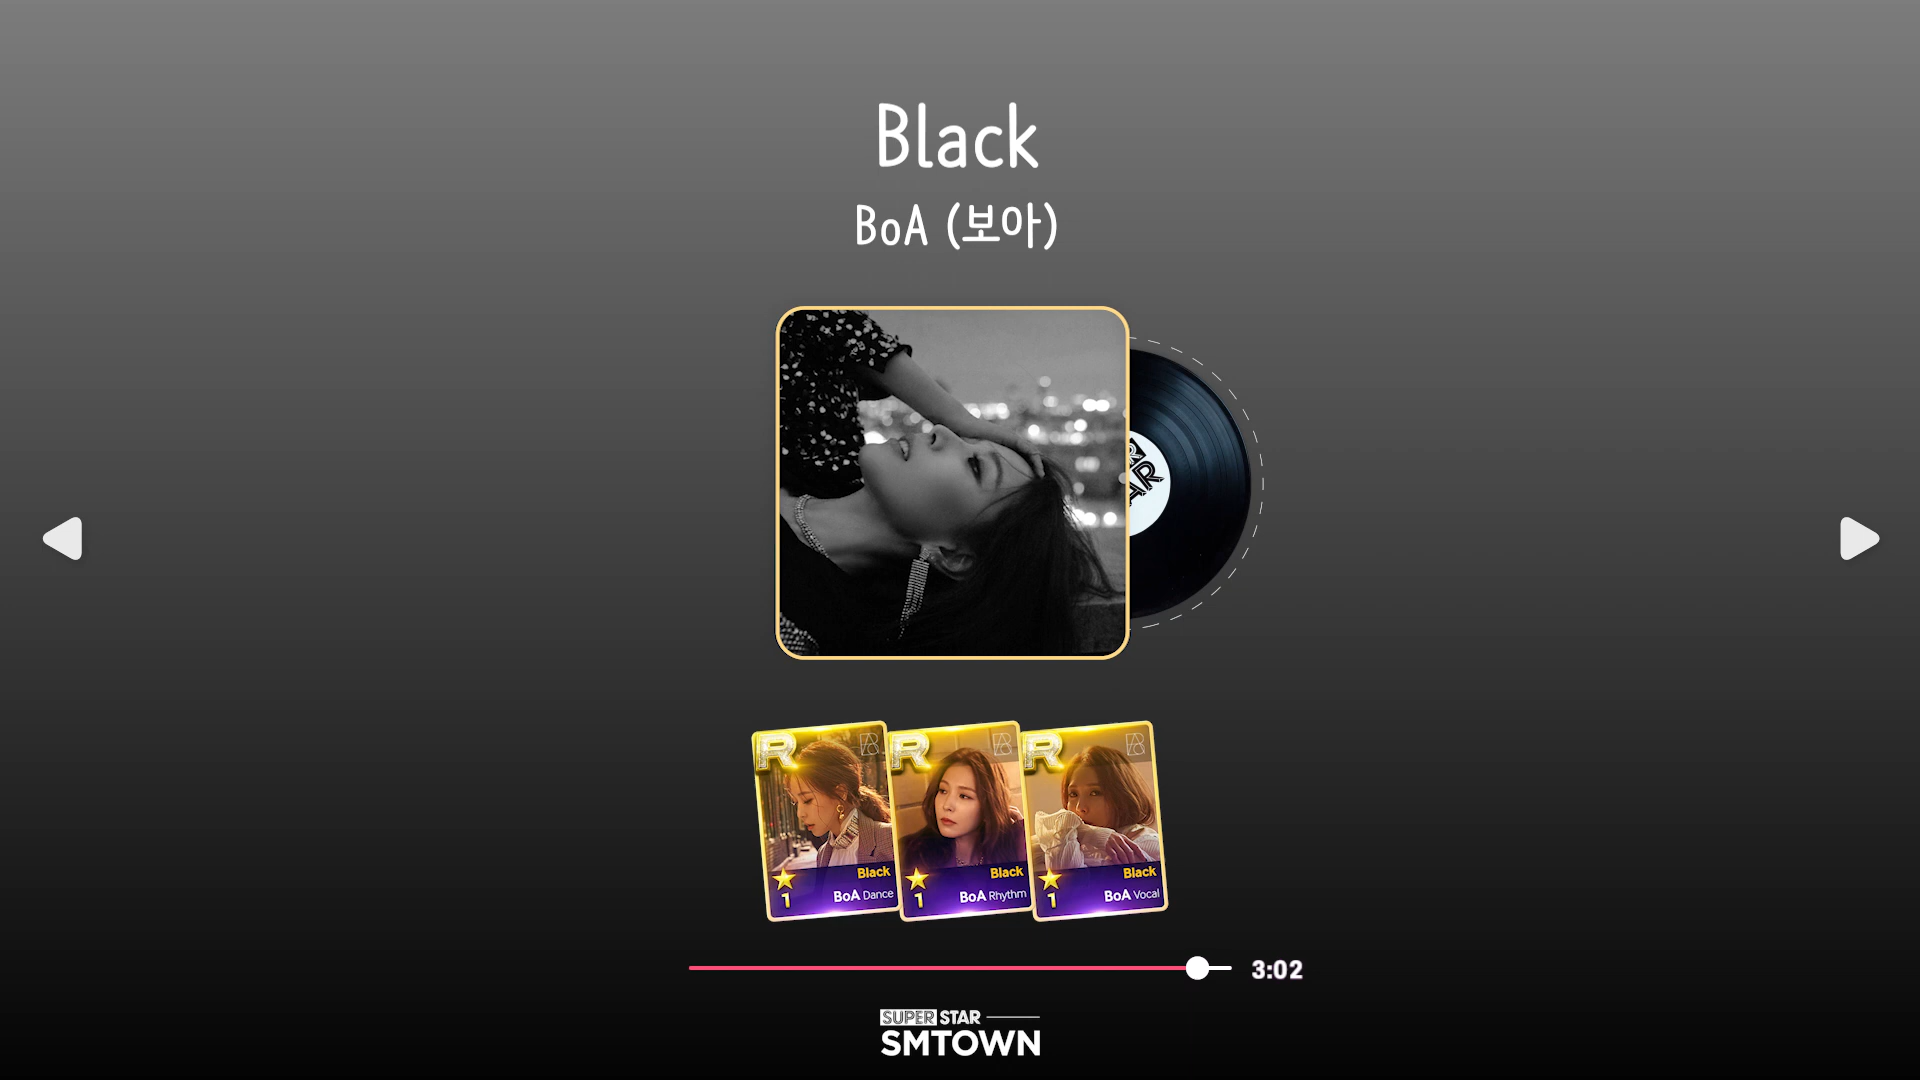 Black
BoA (보아)
R
R
R
Black
1
BoA Dance
Black
1
BoA Rhythm
Black
1
BoA Vocal
3:02
SUPER STAR
SMTOWN